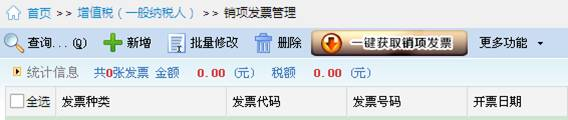 首页 >> 增值税（一般纳税人） >> 销项发票管理
查询... (Q) 新增 批量修改 删除 一键获取销项发票 更多功能
统计信息 共0张发票 金额 0.00 (元) 税额 0.00 (元)
全选 发票种类 发票代码 发票号码 开票日期